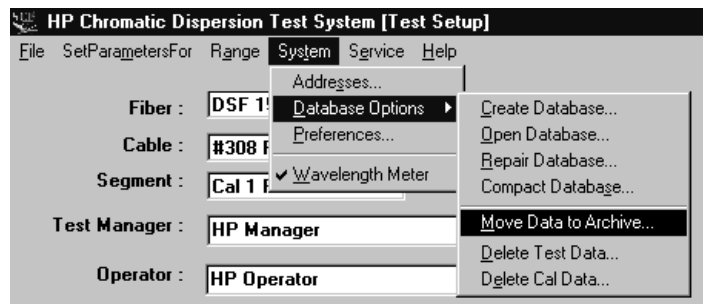 HP Chromatic Dispersion Test System [Test Setup]
File SetParametersFor Range System Service Help
Addresses...
Fiber : DSF Database Options Create Database...
Preferences... Open Database...
Cable : #308 Repair Database...
Wavelength Meter
Segment : Cal 1 Compact Database...
Test Manager : HP Manager Move Data to Archive...
Delete Test Data...
Operator : HP Operator Delete Cal Data...